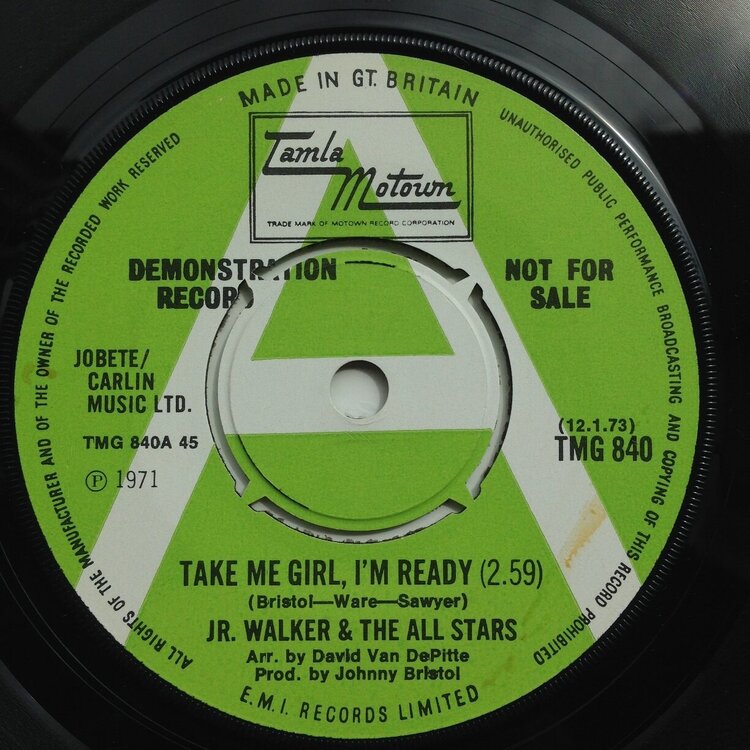 MADE IN GT. BRITAIN
UNAUTHORISED PUBLIC PERFORMANCE BROADCASTING AND COPYING OF THIS RECORD PROHIBITED
ALL RIGHTS OF THE MANUFACTURER AND OF THE OWNER OF THE RECORDED WORK RESERVED
Tamla
Motown
TRADE MARK OF MOTOWN RECORD CORPORATION
A
DEMONSTRATION
RECORD
NOT FOR
SALE
JOBETE/
CARLIN
MUSIC LTD.
TMG 840A 45
℗ 1971
(12.1.73)
TMG 840
TAKE ME GIRL, I'M READY (2.59)
(Bristol—Ware—Sawyer)
JR. WALKER & THE ALL STARS
Arr. by David Van DePitte
Prod. by Johnny Bristol
E.M.I. RECORDS LIMITED